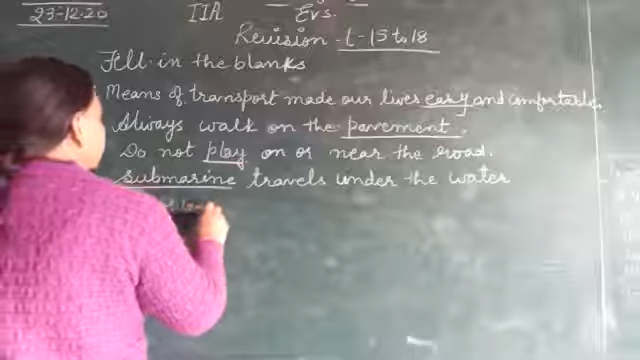 23-12-20 IIA Evs.
Revision - L-15 to 18
Fill in the blanks
Means of transport made our lives easy and comfortable.
Always walk on the pavement.
Do not play on or near the road.
Submarine travels under the water